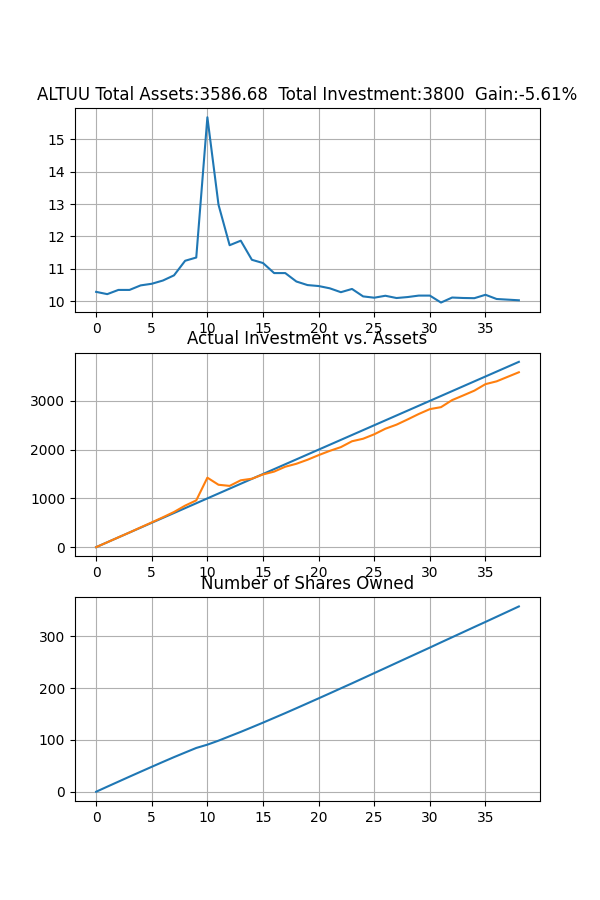 ALTUU Total Assets:3586.68  Total Investment:3800  Gain:-5.61%
15
14
13
12
11
10
0 5 10 15 20 25 30 35
Actual Investment vs. Assets
3000
2000
1000
0
0 5 10 15 20 25 30 35
Number of Shares Owned
300
200
100
0
0 5 10 15 20 25 30 35